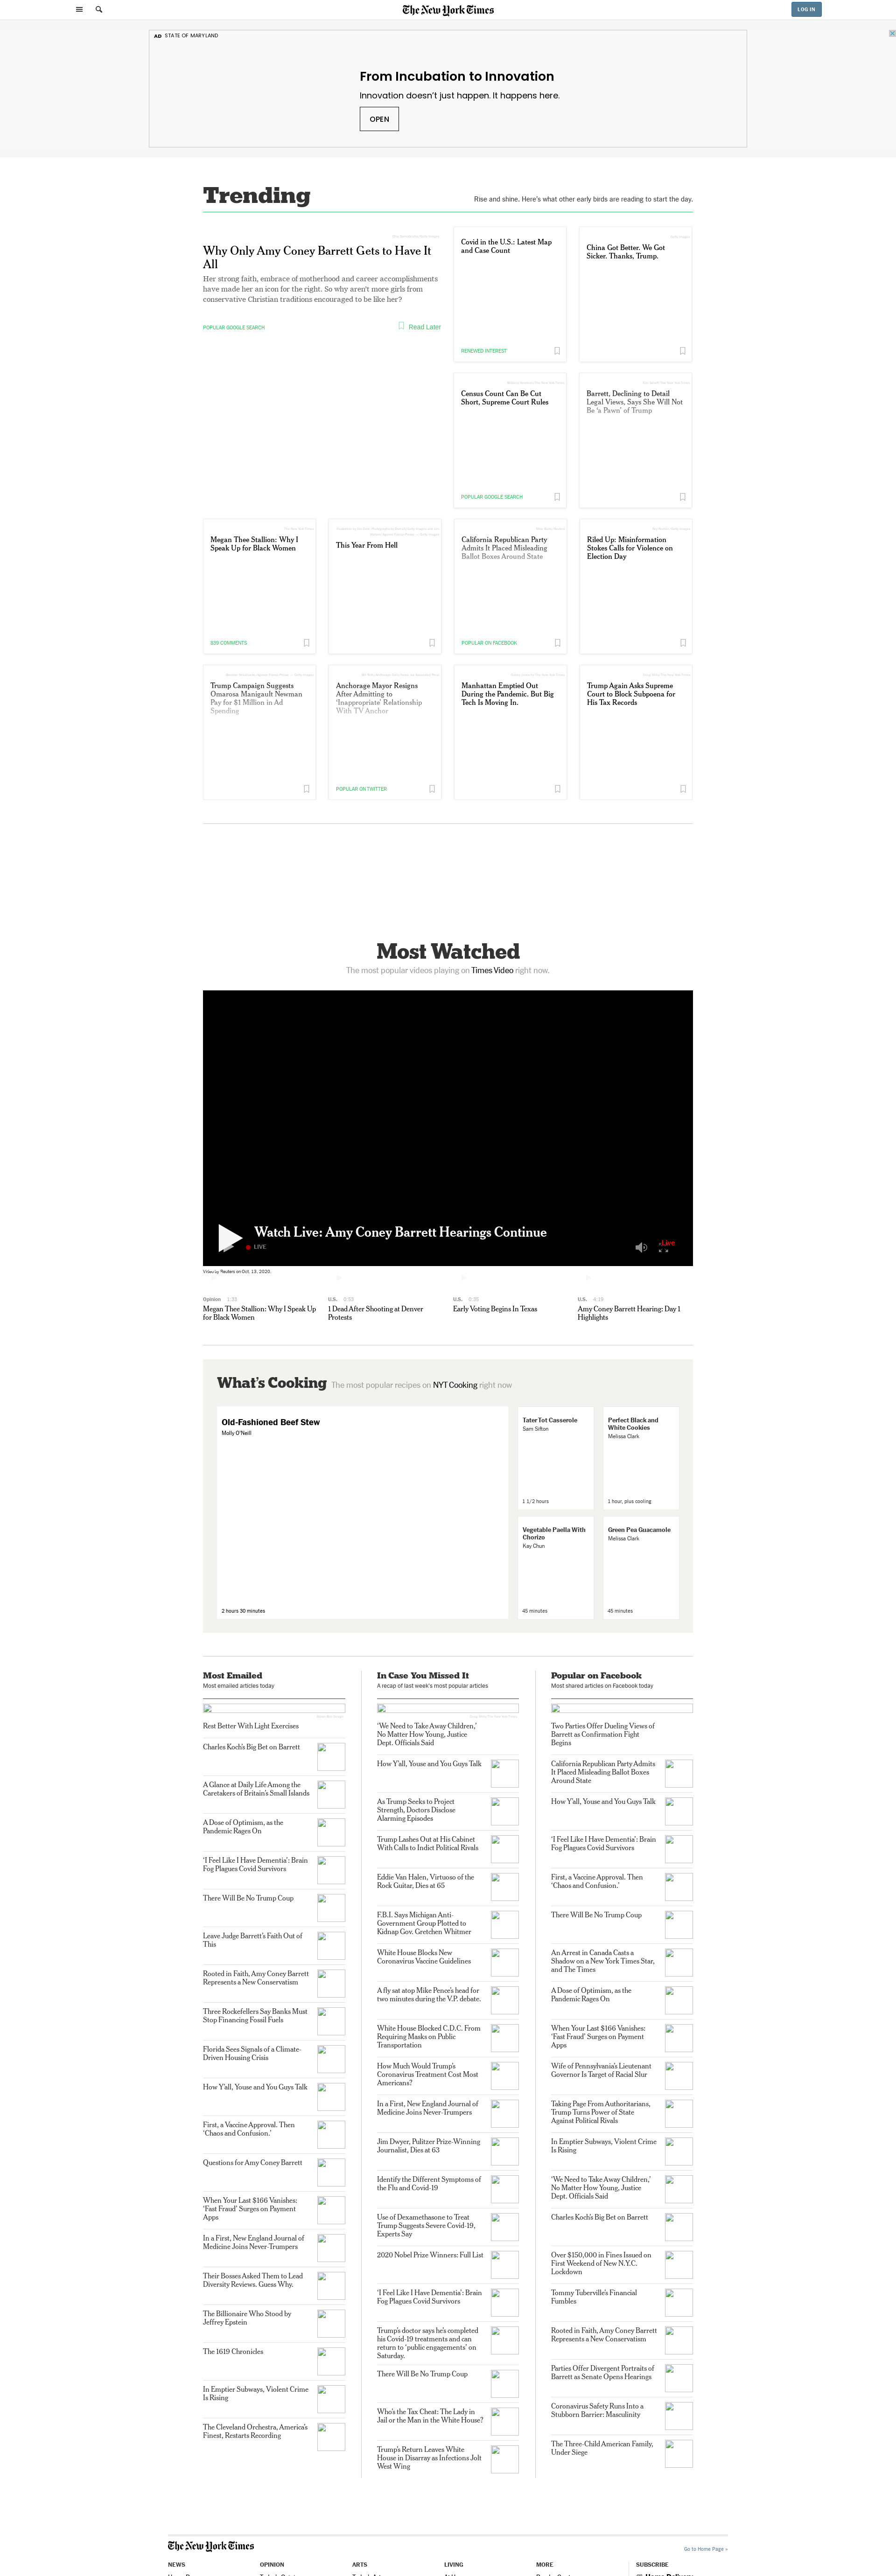 The New York Times
LOG IN
AD STATE OF MARYLAND
From Incubation to Innovation
Innovation doesn't just happen. It happens here.
OPEN
Trending
Rise and shine. Here's what other early birds are reading to start the day.
Why Only Amy Coney Barrett Gets to Have It
All
Her strong faith, embrace of motherhood and career accomplishments
have made her an icon for the right. So why aren't more girls from
conservative Christian traditions encouraged to be like her?
POPULAR GOOGLE SEARCH
Read Later
Covid in the U.S.: Latest Map
and Case Count
RENEWED INTEREST
China Got Better. We Got
Sicker. Thanks, Trump.
Census Count Can Be Cut
Short, Supreme Court Rules
POPULAR GOOGLE SEARCH
Barrett, Declining to Detail
Legal Views, Says She Will Not
Be 'a Pawn' of Trump
Megan Thee Stallion: Why I
Speak Up for Black Women
839 COMMENTS
This Year From Hell
California Republican Party
Admits It Placed Misleading
Ballot Boxes Around State
POPULAR ON FACEBOOK
Riled Up: Misinformation
Stokes Calls for Violence on
Election Day
Trump Campaign Suggests
Omarosa Manigault Newman
Pay for $1 Million in Ad
Spending
Anchorage Mayor Resigns
After Admitting to
'Inappropriate' Relationship
With TV Anchor
POPULAR ON TWITTER
Manhattan Emptied Out
During the Pandemic. But Big
Tech Is Moving In.
Trump Again Asks Supreme
Court to Block Subpoena for
His Tax Records
Most Watched
The most popular videos playing on Times Video right now.
Watch Live: Amy Coney Barrett Hearings Continue
LIVE
Live
Video by Reuters on Oct. 13, 2020.
Opinion 1:39
Megan Thee Stallion: Why I Speak Up
for Black Women
U.S. 0:53
1 Dead After Shooting at Denver
Protests
U.S.
Early Voting Begins In Texas
U.S. 4:19
Amy Coney Barrett Hearing: Day 1
Highlights
What's Cooking
The most popular recipes on NYT Cooking right now
Old-Fashioned Beef Stew
Molly O'Neill
2 hours 30 minutes
Tater Tot Casserole
Sam Sifton
1 1/2 hours
Perfect Black and
White Cookies
Melissa Clark
1 hour, plus cooling
Vegetable Paella With
Chorizo
Kay Chun
45 minutes
Green Pea Guacamole
Melissa Clark
45 minutes
Most Emailed
Most emailed articles today
Rest Better With Light Exercises
Charles Koch's Big Bet on Barrett
A Glance at Daily Life Among the
Caretakers of Britain's Small Islands
A Dose of Optimism, as the
Pandemic Rages On
'I Feel Like I Have Dementia': Brain
Fog Plagues Covid Survivors
There Will Be No Trump Coup
Leave Judge Barrett's Faith Out of
This
Rooted in Faith, Amy Coney Barrett
Represents a New Conservatism
Three Rockefellers Say Banks Must
Stop Financing Fossil Fuels
Florida Sees Signals of a Climate-
Driven Housing Crisis
How Y'all, Youse and You Guys Talk
First, a Vaccine Approval. Then
'Chaos and Confusion.'
Questions for Amy Coney Barrett
When Your Last $166 Vanishes:
'Fast Fraud' Surges on Payment
Apps
In a First, New England Journal of
Medicine Joins Never-Trumpers
Their Bosses Asked Them to Lead
Diversity Reviews. Guess Why.
The Billionaire Who Stood by
Jeffrey Epstein
The 1619 Chronicles
In Emptier Subways, Violent Crime
Is Rising
The Cleveland Orchestra, America's
Finest, Restarts Recording
In Case You Missed It
A recap of last week's most popular articles
'We Need to Take Away Children,'
No Matter How Young, Justice
Dept. Officials Said
How Y'all, Youse and You Guys Talk
As Trump Seeks to Project
Strength, Doctors Disclose
Alarming Episodes
Trump Lashes Out at His Cabinet
With Calls to Indict Political Rivals
Eddie Van Halen, Virtuoso of the
Rock Guitar, Dies at 65
F.B.I. Says Michigan Anti-
Government Group Plotted to
Kidnap Gov. Gretchen Whitmer
White House Blocks New
Coronavirus Vaccine Guidelines
A fly sat atop Mike Pence's head for
two minutes during the V.P. debate.
White House Blocked C.D.C. From
Requiring Masks on Public
Transportation
How Much Would Trump's
Coronavirus Treatment Cost Most
Americans?
In a First, New England Journal of
Medicine Joins Never-Trumpers
Jim Dwyer, Pulitzer Prize-Winning
Journalist, Dies at 63
Identify the Different Symptoms of
the Flu and Covid-19
Use of Dexamethasone to Treat
Trump Suggests Severe Covid-19,
Experts Say
2020 Nobel Prize Winners: Full List
'I Feel Like I Have Dementia': Brain
Fog Plagues Covid Survivors
Trump's doctor says he's completed
his Covid-19 treatments and can
return to 'public engagements' on
Saturday.
There Will Be No Trump Coup
Who's the Tax Cheat: The Lady in
Jail or the Man in the White House?
Trump's Return Leaves White
House in Disarray as Infections Jolt
West Wing
Popular on Facebook
Most shared articles on Facebook today
Two Parties Offer Dueling Views of
Barrett as Confirmation Fight
Begins
California Republican Party Admits
It Placed Misleading Ballot Boxes
Around State
How Y'all, Youse and You Guys Talk
'I Feel Like I Have Dementia': Brain
Fog Plagues Covid Survivors
First, a Vaccine Approval. Then
'Chaos and Confusion.'
There Will Be No Trump Coup
An Arrest in Canada Casts a
Shadow on a New York Times Star,
and The Times
A Dose of Optimism, as the
Pandemic Rages On
When Your Last $166 Vanishes:
'Fast Fraud' Surges on Payment
Apps
Wife of Pennsylvania's Lieutenant
Governor Is Target of Racial Slur
Taking Page From Authoritarians,
Trump Turns Power of State
Against Political Rivals
In Emptier Subways, Violent Crime
Is Rising
'We Need to Take Away Children,'
No Matter How Young, Justice
Dept. Officials Said
Charles Koch's Big Bet on Barrett
Over $150,000 in Fines Issued on
First Weekend of New N.Y.C.
Lockdown
Tommy Tuberville's Financial
Fumbles
Rooted in Faith, Amy Coney Barrett
Represents a New Conservatism
Parties Offer Divergent Portraits of
Barrett as Senate Opens Hearings
Coronavirus Safety Runs Into a
Stubborn Barrier: Masculinity
The Three-Child American Family,
Under Siege
The New York Times
Go to Home Page »
NEWS
OPINION
ARTS
LIVING
MORE
SUBSCRIBE